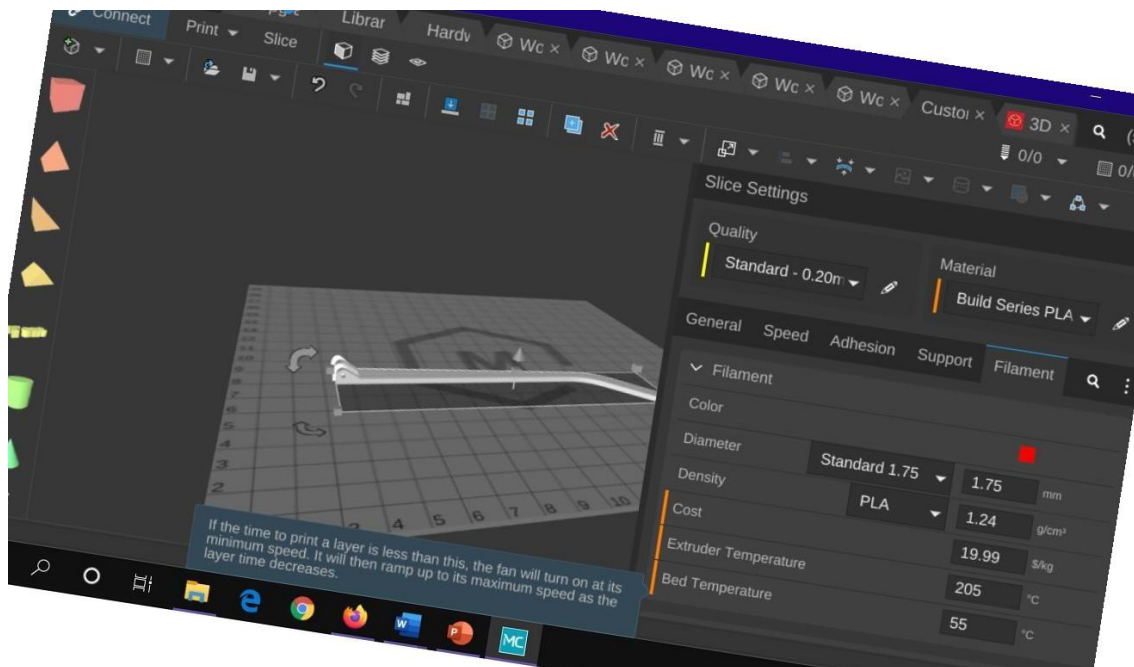 Connect
Print
Slice
Librar
Hardv
Wc ×
Wc ×
Wc ×
Wc ×
Wc ×
Custor ×
3D ×
0/0
Slice Settings
Quality
Standard - 0.20m
Material
Build Series PLA
General Speed Adhesion Support Filament
Filament
Color
Diameter Standard 1.75 1.75 mm
Density PLA 1.24 g/cm³
Cost 19.99 $/kg
Extruder Temperature 205 °C
Bed Temperature 55 °C
M
5
4
3
2
4 5 6 7 8 9 10
If the time to print a layer is less than this, the fan will turn on at its
minimum speed. It will then ramp up to its maximum speed as the
layer time decreases.
W
P
MC